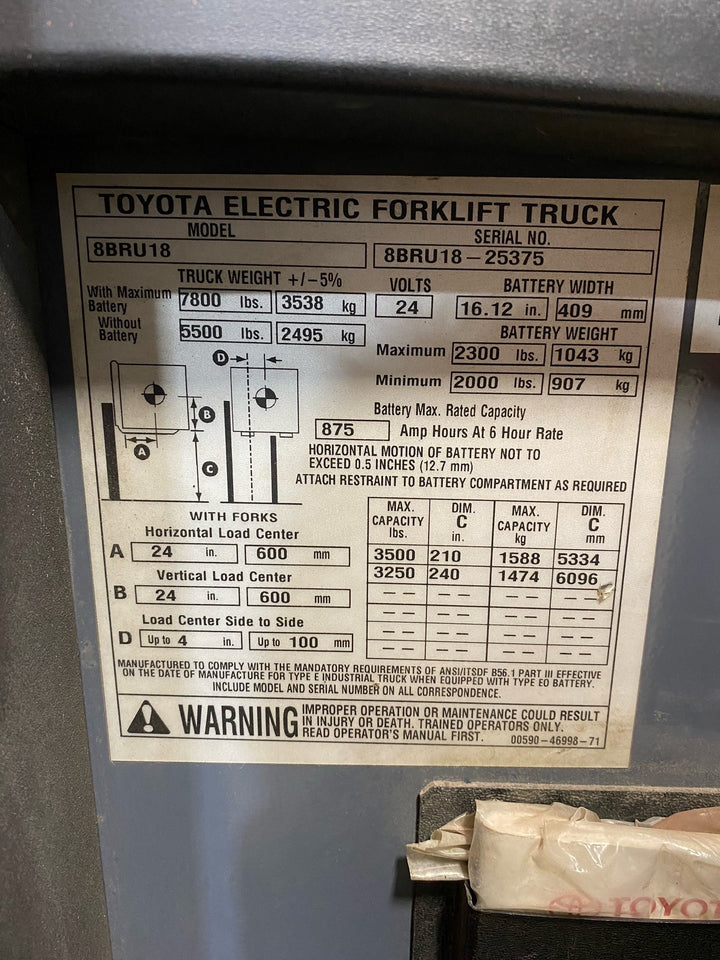 TOYOTA ELECTRIC FORKLIFT TRUCK
MODEL
8BRU18
SERIAL NO.
8BRU18-25375
TRUCK WEIGHT +/-5%
With Maximum Battery 7800 lbs. 3538 kg
Without Battery 5500 lbs. 2495 kg
VOLTS
24
BATTERY WIDTH
16.12 in. 409 mm
BATTERY WEIGHT
Maximum 2300 lbs. 1043 kg
Minimum 2000 lbs. 907 kg
Battery Max. Rated Capacity
875 Amp Hours At 6 Hour Rate
HORIZONTAL MOTION OF BATTERY NOT TO
EXCEED 0.5 INCHES (12.7 mm)
ATTACH RESTRAINT TO BATTERY COMPARTMENT AS REQUIRED
D
B
A
C
WITH FORKS
Horizontal Load Center
A 24 in. 600 mm
Vertical Load Center
B 24 in. 600 mm
Load Center Side to Side
D Up to 4 in. Up to 100 mm
MAX. CAPACITY lbs. DIM. C in. MAX. CAPACITY kg DIM. C mm
3500 210 1588 5334
3250 240 1474 6096
-- -- -- --
-- -- -- --
-- -- -- --
-- -- -- --
MANUFACTURED TO COMPLY WITH THE MANDATORY REQUIREMENTS OF ANSI/ITSDF B56.1 PART III EFFECTIVE
ON THE DATE OF MANUFACTURE FOR TYPE E INDUSTRIAL TRUCK WHEN EQUIPPED WITH TYPE EO BATTERY.
INCLUDE MODEL AND SERIAL NUMBER ON ALL CORRESPONDENCE.
WARNING
IMPROPER OPERATION OR MAINTENANCE COULD RESULT
IN INJURY OR DEATH. TRAINED OPERATORS ONLY.
READ OPERATOR'S MANUAL FIRST. 00590-46998-71
TOYO